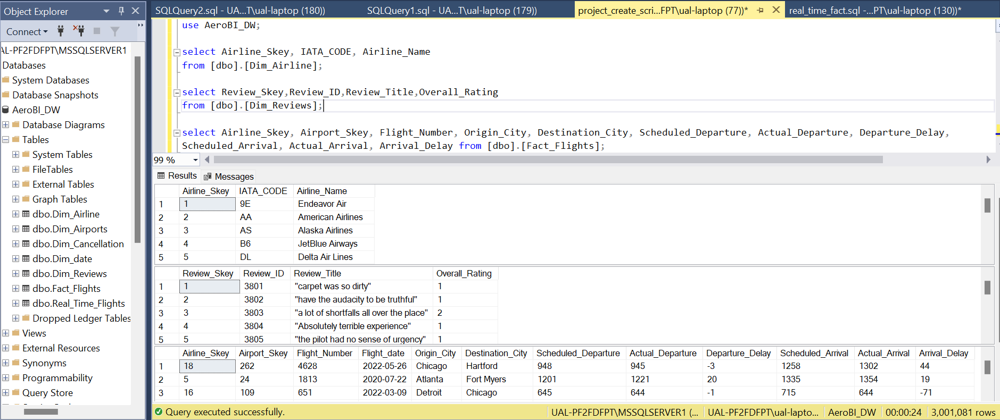 Object Explorer
Connect
\L-PF2FDFPT\MSSQLSERVER1
Databases
System Databases
Database Snapshots
AeroBI_DW
Database Diagrams
Tables
System Tables
FileTables
External Tables
Graph Tables
dbo.Dim_Airline
dbo.Dim_Airports
dbo.Dim_Cancellation
dbo.Dim_date
dbo.Dim_Reviews
dbo.Fact_Flights
dbo.Real_Time_Flights
Dropped Ledger Tables
Views
External Resources
Synonyms
Programmability
Query Store
SQLQuery2.sql - UA...T\ual-laptop (180))
SQLQuery1.sql - UA...T\ual-laptop (179))
project_create_scri...FPT\ual-laptop (77))*
real_time_fact.sql -...PT\ual-laptop (130))*
use AeroBI_DW;
select Airline_Skey, IATA_CODE, Airline_Name
from [dbo].[Dim_Airline];
select Review_Skey,Review_ID,Review_Title,Overall_Rating
from [dbo].[Dim_Reviews];
select Airline_Skey, Airport_Skey, Flight_Number, Origin_City, Destination_City, Scheduled_Departure, Actual_Departure, Departure_Delay,
Scheduled_Arrival, Actual_Arrival, Arrival_Delay from [dbo].[Fact_Flights];
99 %
Results Messages
Airline_Skey IATA_CODE Airline_Name
1 1 9E Endeavor Air
2 2 AA American Airlines
3 3 AS Alaska Airlines
4 4 B6 JetBlue Airways
5 5 DL Delta Air Lines
Review_Skey Review_ID Review_Title Overall_Rating
1 1 3801 "carpet was so dirty" 1
2 2 3802 "have the audacity to be truthful" 1
3 3 3803 "a lot of shortfalls all over the place" 2
4 4 3804 "Absolutely terrible experience" 1
5 5 3805 "the pilot had no sense of urgency" 1
Airline_Skey Airport_Skey Flight_Number Flight_date Origin_City Destination_City Scheduled_Departure Actual_Departure Departure_Delay Scheduled_Arrival Actual_Arrival Arrival_Delay
1 18 262 4628 2022-05-26 Chicago Hartford 948 945 -3 1258 1302 44
2 5 24 1813 2020-07-22 Atlanta Fort Myers 1201 1221 20 1335 1354 19
3 16 109 651 2022-03-09 Detroit Chicago 645 644 -1 715 644 -71
Query executed successfully.
UAL-PF2FDFPT\MSSQLSERVER1 (... UAL-PF2FDFPT\ual-lapto... AeroBI_DW 00:00:24 3,001,081 rows